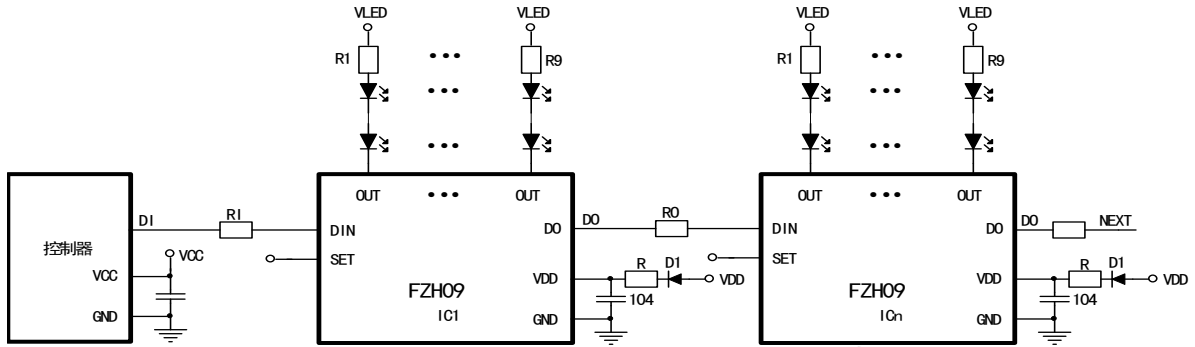 VLED
VLED
VLED
VLED
R1
•••
R9
R1
•••
R9
•••
•••
•••
•••
OUT
•••
OUT
OUT
•••
OUT
DI
RI
DIN
DO
DO
RO
DIN
DO
DO
NEXT
控制器
VCC
SET
SET
VCC
VDD
R
D1
VDD
VDD
R
D1
VDD
FZH09
104
FZH09
104
GND
IC1
GND
ICn
GND